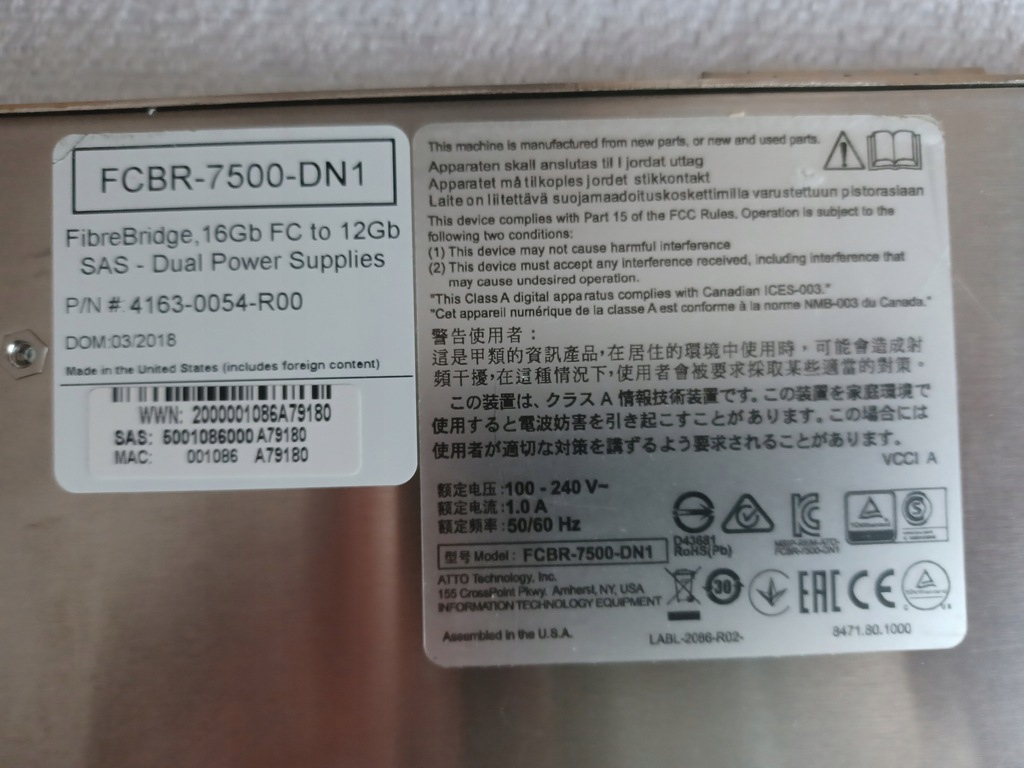 FCBR-7500-DN1
FibreBridge, 16Gb FC to 12Gb
SAS - Dual Power Supplies
P/N #: 4163-0054-R00
DOM:03/2018
Made in the United States (includes foreign content)
WWN: 2000001086A79180
SAS: 5001086000 A79180
MAC: 001086 A79180
This machine is manufactured from new parts, or new and used parts.
Apparaten skall anslutas til l jordat uttag
Apparatet må tilkoples jordet stikkontakt
Laite on liitettävä suojamaadoituskoskettimilla varustettuun pistorasiaan
This device complies with Part 15 of the FCC Rules. Operation is subject to the
following two conditions:
(1) This device may not cause harmful interference
(2) This device must accept any interference received, including interference that
may cause undesired operation.
"This Class A digital apparatus complies with Canadian ICES-003."
"Cet appareil numérique de la classe A est conforme à la norme NMB-003 du Canada."
警告使用者：
這是甲類的資訊產品，在居住的環境中使用時，可能會造成射
頻干擾，在這種情況下，使用者會被要求採取某些適當的對策。
この装置は、クラス A 情報技術装置です。この装置を家庭環境で
使用すると電波妨害を引き起こすことがあります。この場合には
使用者が適切な対策を講ずるよう要求されることがあります。
VCCI A
额定电压:100 - 240 V~
额定电流:1.0 A
额定频率:50/60 Hz
D43681
RoHS(Pb)
FCBR-7500-DN1
型号 Model: FCBR-7500-DN1
ATTO Technology, Inc.
155 CrossPoint Pkwy. Amherst, NY, USA
INFORMATION TECHNOLOGY EQUIPMENT
30
EAC CE
Assembled in the U.S.A.
LABL-2086-R02-
8471.80.1000